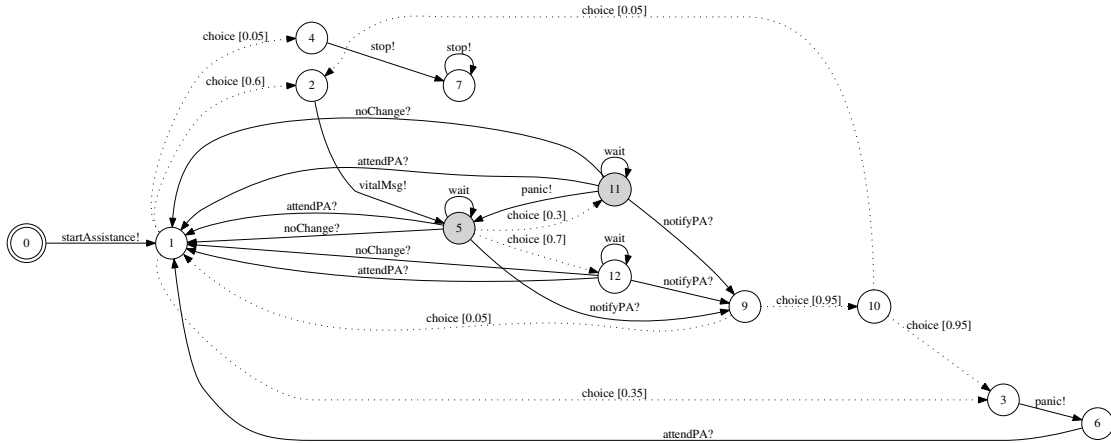 choice [0.05]
choice [0.05]
4
stop!
stop!
choice [0.6]
2
7
noChange?
wait
attendPA?
11
vitalMsg!
wait
panic!
attendPA?
choice [0.3]
notifyPA?
5
noChange?
choice [0.7]
wait
0
startAssistance!
1
noChange?
attendPA?
12
notifyPA?
notifyPA?
9
choice [0.95]
10
choice [0.05]
choice [0.95]
choice [0.35]
3
panic!
6
attendPA?